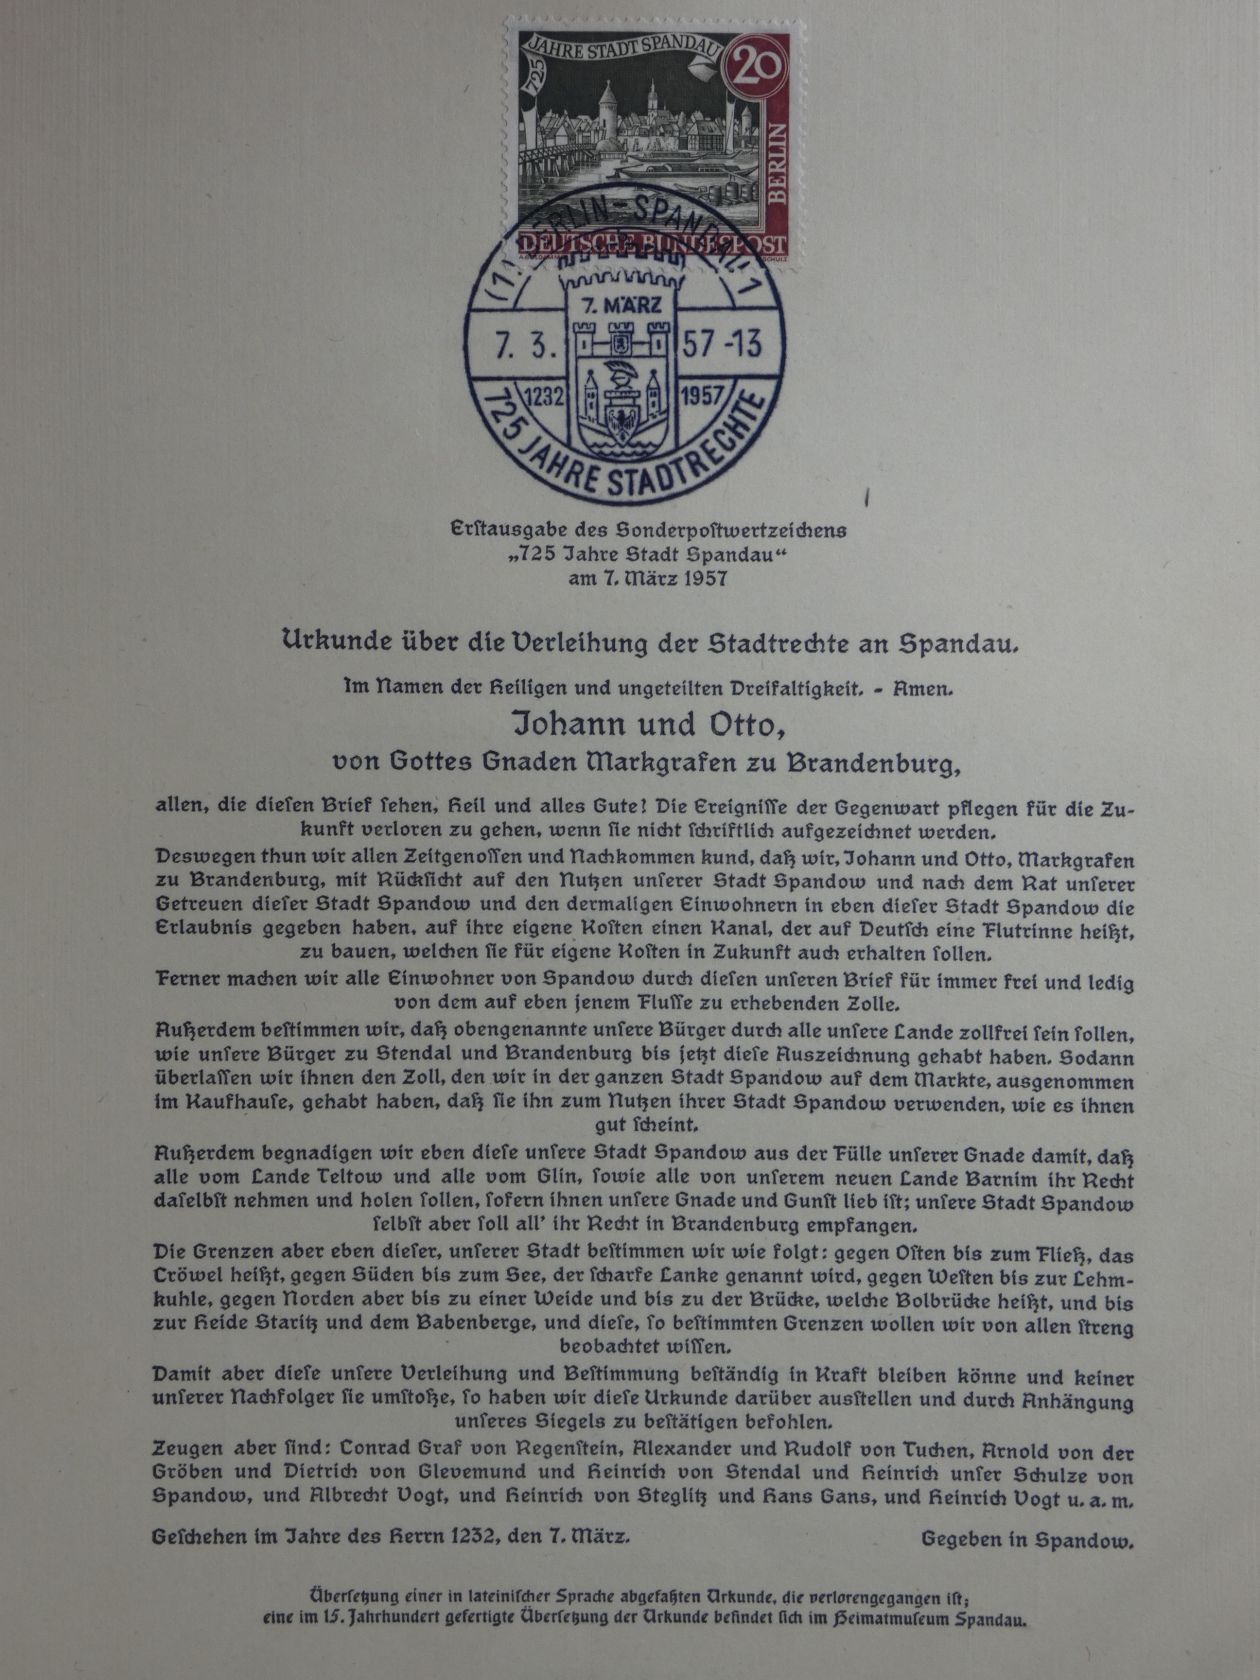 725 JAHRE STADT SPANDAU
20
BERLIN
DEUTSCHE BUNDESPOST
SCHULZ
(1) BERLIN-SPANDAU 1
7. MÄRZ
7. 3. 57-13
1232 1957
725 JAHRE STADTRECHTE
Erſtausgabe des Sonderpoſtwertzeichens
„725 Jahre Stadt Spandau“
am 7. März 1957
Urkunde über die Verleihung der Stadtrechte an Spandau.
Im Namen der Heiligen und ungeteilten Dreifaltigkeit. - Amen.
Johann und Otto,
von Gottes Gnaden Markgrafen zu Brandenburg,
allen, die dieſen Brief ſehen, Heil und alles Gute! Die Ereigniſſe der Gegenwart pflegen für die Zu-
kunft verloren zu gehen, wenn ſie nicht ſchriftlich aufgezeichnet werden.
Deswegen thun wir allen Zeitgenoſſen und Nachkommen kund, daß wir, Johann und Otto, Markgrafen
zu Brandenburg, mit Rückſicht auf den Nutzen unſerer Stadt Spandow und nach dem Rat unſerer
Getreuen dieſer Stadt Spandow und den dermaligen Einwohnern in eben dieſer Stadt Spandow die
Erlaubnis gegeben haben, auf ihre eigene Koſten einen Kanal, der auf Deutſch eine Flutrinne heißt,
zu bauen, welchen ſie für eigene Koſten in Zukunft auch erhalten ſollen.
Ferner machen wir alle Einwohner von Spandow durch dieſen unſeren Brief für immer frei und ledig
von dem auf eben jenem Fluſſe zu erhebenden Zolle.
Außerdem beſtimmen wir, daß obengenannte unſere Bürger durch alle unſere Lande zollfrei ſein ſollen,
wie unſere Bürger zu Stendal und Brandenburg bis jetzt dieſe Auszeichnung gehabt haben. Sodann
überlaſſen wir ihnen den Zoll, den wir in der ganzen Stadt Spandow auf dem Markte, ausgenommen
im Kaufhauſe, gehabt haben, daß ſie ihn zum Nutzen ihrer Stadt Spandow verwenden, wie es ihnen
gut ſcheint.
Außerdem begnadigen wir eben dieſe unſere Stadt Spandow aus der Fülle unſerer Gnade damit, daß
alle vom Lande Teltow und alle vom Glin, ſowie alle von unſerem neuen Lande Barnim ihr Recht
daſelbſt nehmen und holen ſollen, ſofern ihnen unſere Gnade und Gunſt lieb iſt; unſere Stadt Spandow
ſelbſt aber ſoll all’ ihr Recht in Brandenburg empfangen.
Die Grenzen aber eben dieſer, unſerer Stadt beſtimmen wir wie folgt: gegen Oſten bis zum Fließ, das
Cröwel heißt, gegen Süden bis zum See, der ſcharfe Lanke genannt wird, gegen Weſten bis zur Lehm-
kuhle, gegen Norden aber bis zu einer Weide und bis zu der Brücke, welche Bolbrücke heißt, und bis
zur Heide Staritz und dem Babenberge, und dieſe, ſo beſtimmten Grenzen wollen wir von allen ſtreng
beobachtet wiſſen.
Damit aber dieſe unſere Verleihung und Beſtimmung beſtändig in Kraft bleiben könne und keiner
unſerer Nachfolger ſie umſtoße, ſo haben wir dieſe Urkunde darüber ausſtellen und durch Anhängung
unſeres Siegels zu beſtätigen befohlen.
Zeugen aber ſind: Conrad Graf von Regenſtein, Alexander und Rudolf von Tuchen, Arnold von der
Gröben und Dietrich von Glevemund und Heinrich von Stendal und Heinrich unſer Schulze von
Spandow, und Albrecht Vogt, und Heinrich von Steglitz und Hans Gans, und Heinrich Vogt u. a. m.
Geſchehen im Jahre des Herrn 1232, den 7. März. Gegeben in Spandow.
Überſetzung einer in lateiniſcher Sprache abgefaßten Urkunde, die verlorengegangen iſt;
eine im 15. Jahrhundert gefertigte Überſetzung der Urkunde befindet ſich im Heimatmuſeum Spandau.